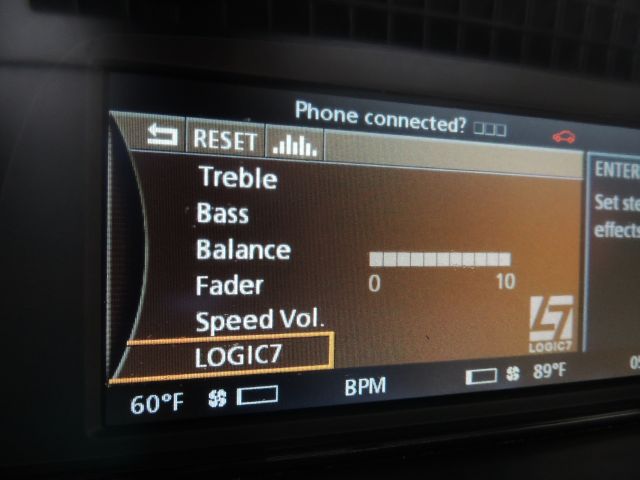 Phone connected?
RESET
ENTER
Treble
Set ste
Bass
effects
Balance
Fader
0 10
Speed Vol.
LOGIC7
LOGIC7
60°F BPM 89°F